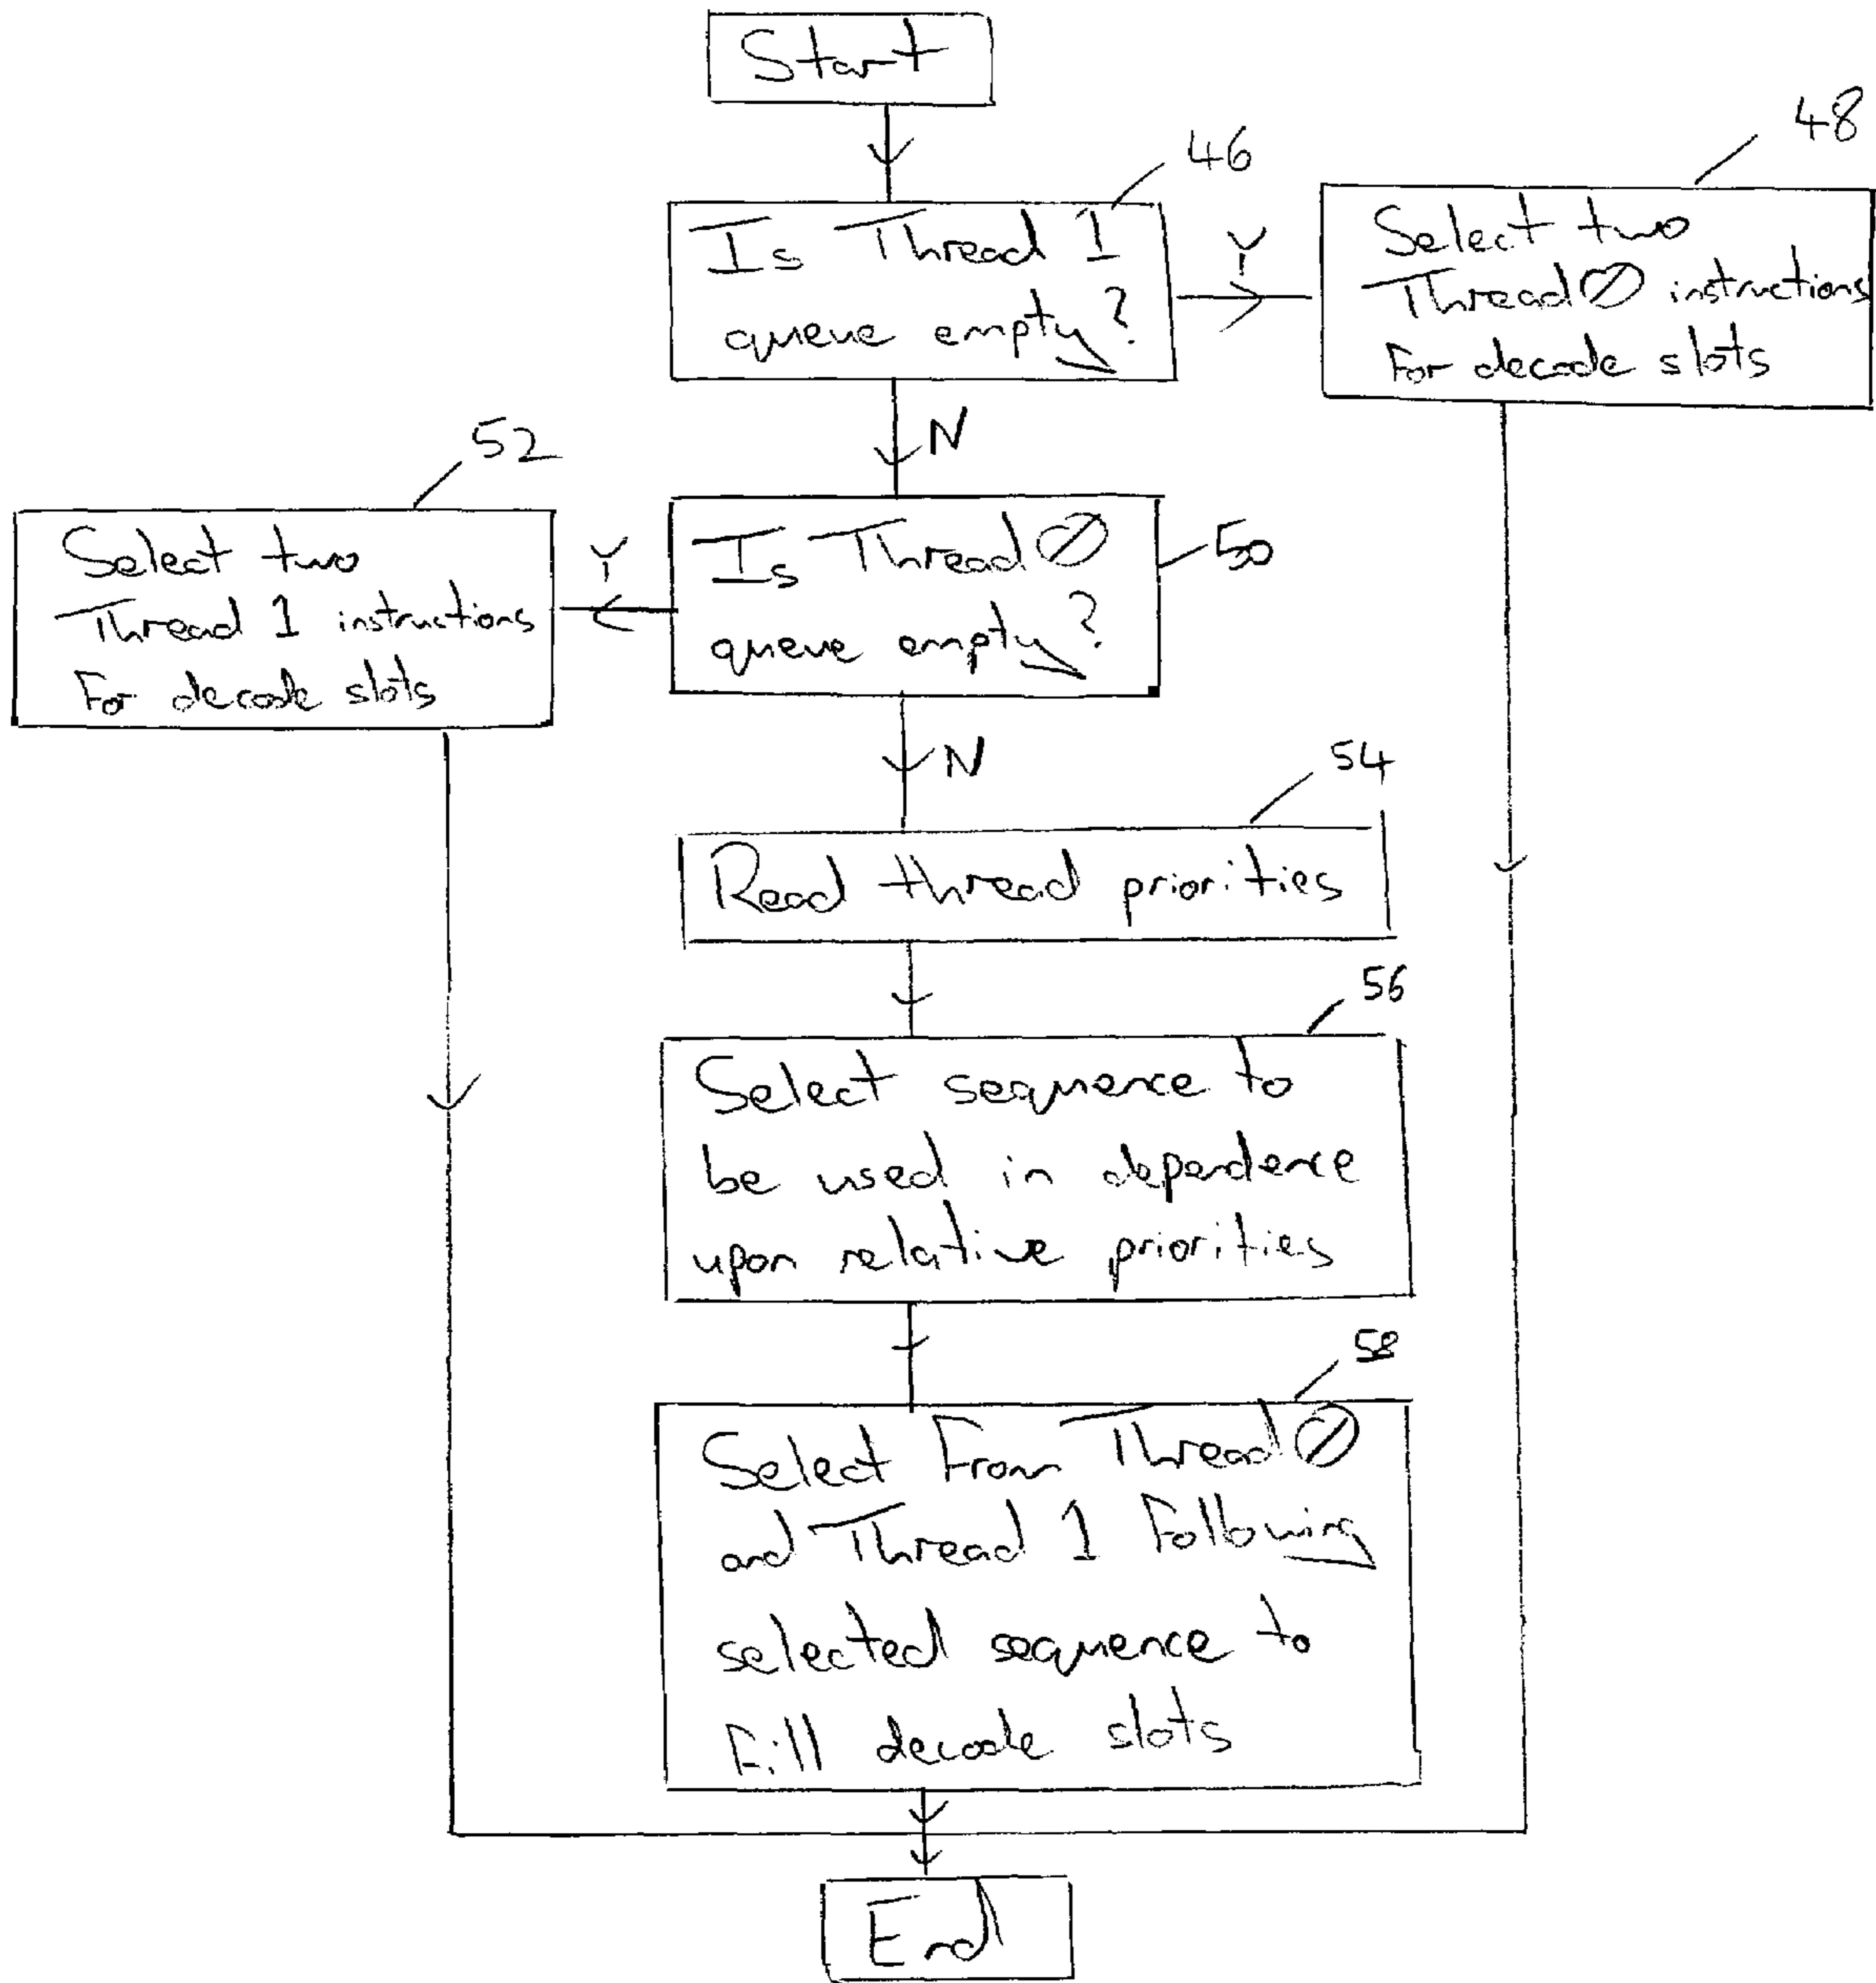 Start
46
48
Is Thread 1
queue empty?
Y
Select two
Thread 0 instructions
For decode slots
N
52
Select two
Thread 1 instructions
For decode slots
Y
Is Thread 0
queue empty?
50
N
54
Read thread priorities
56
Select sequence to
be used in dependence
upon relative priorities
58
Select From Thread 0
and Thread 1 Following
selected sequence to
Fill decode slots
End